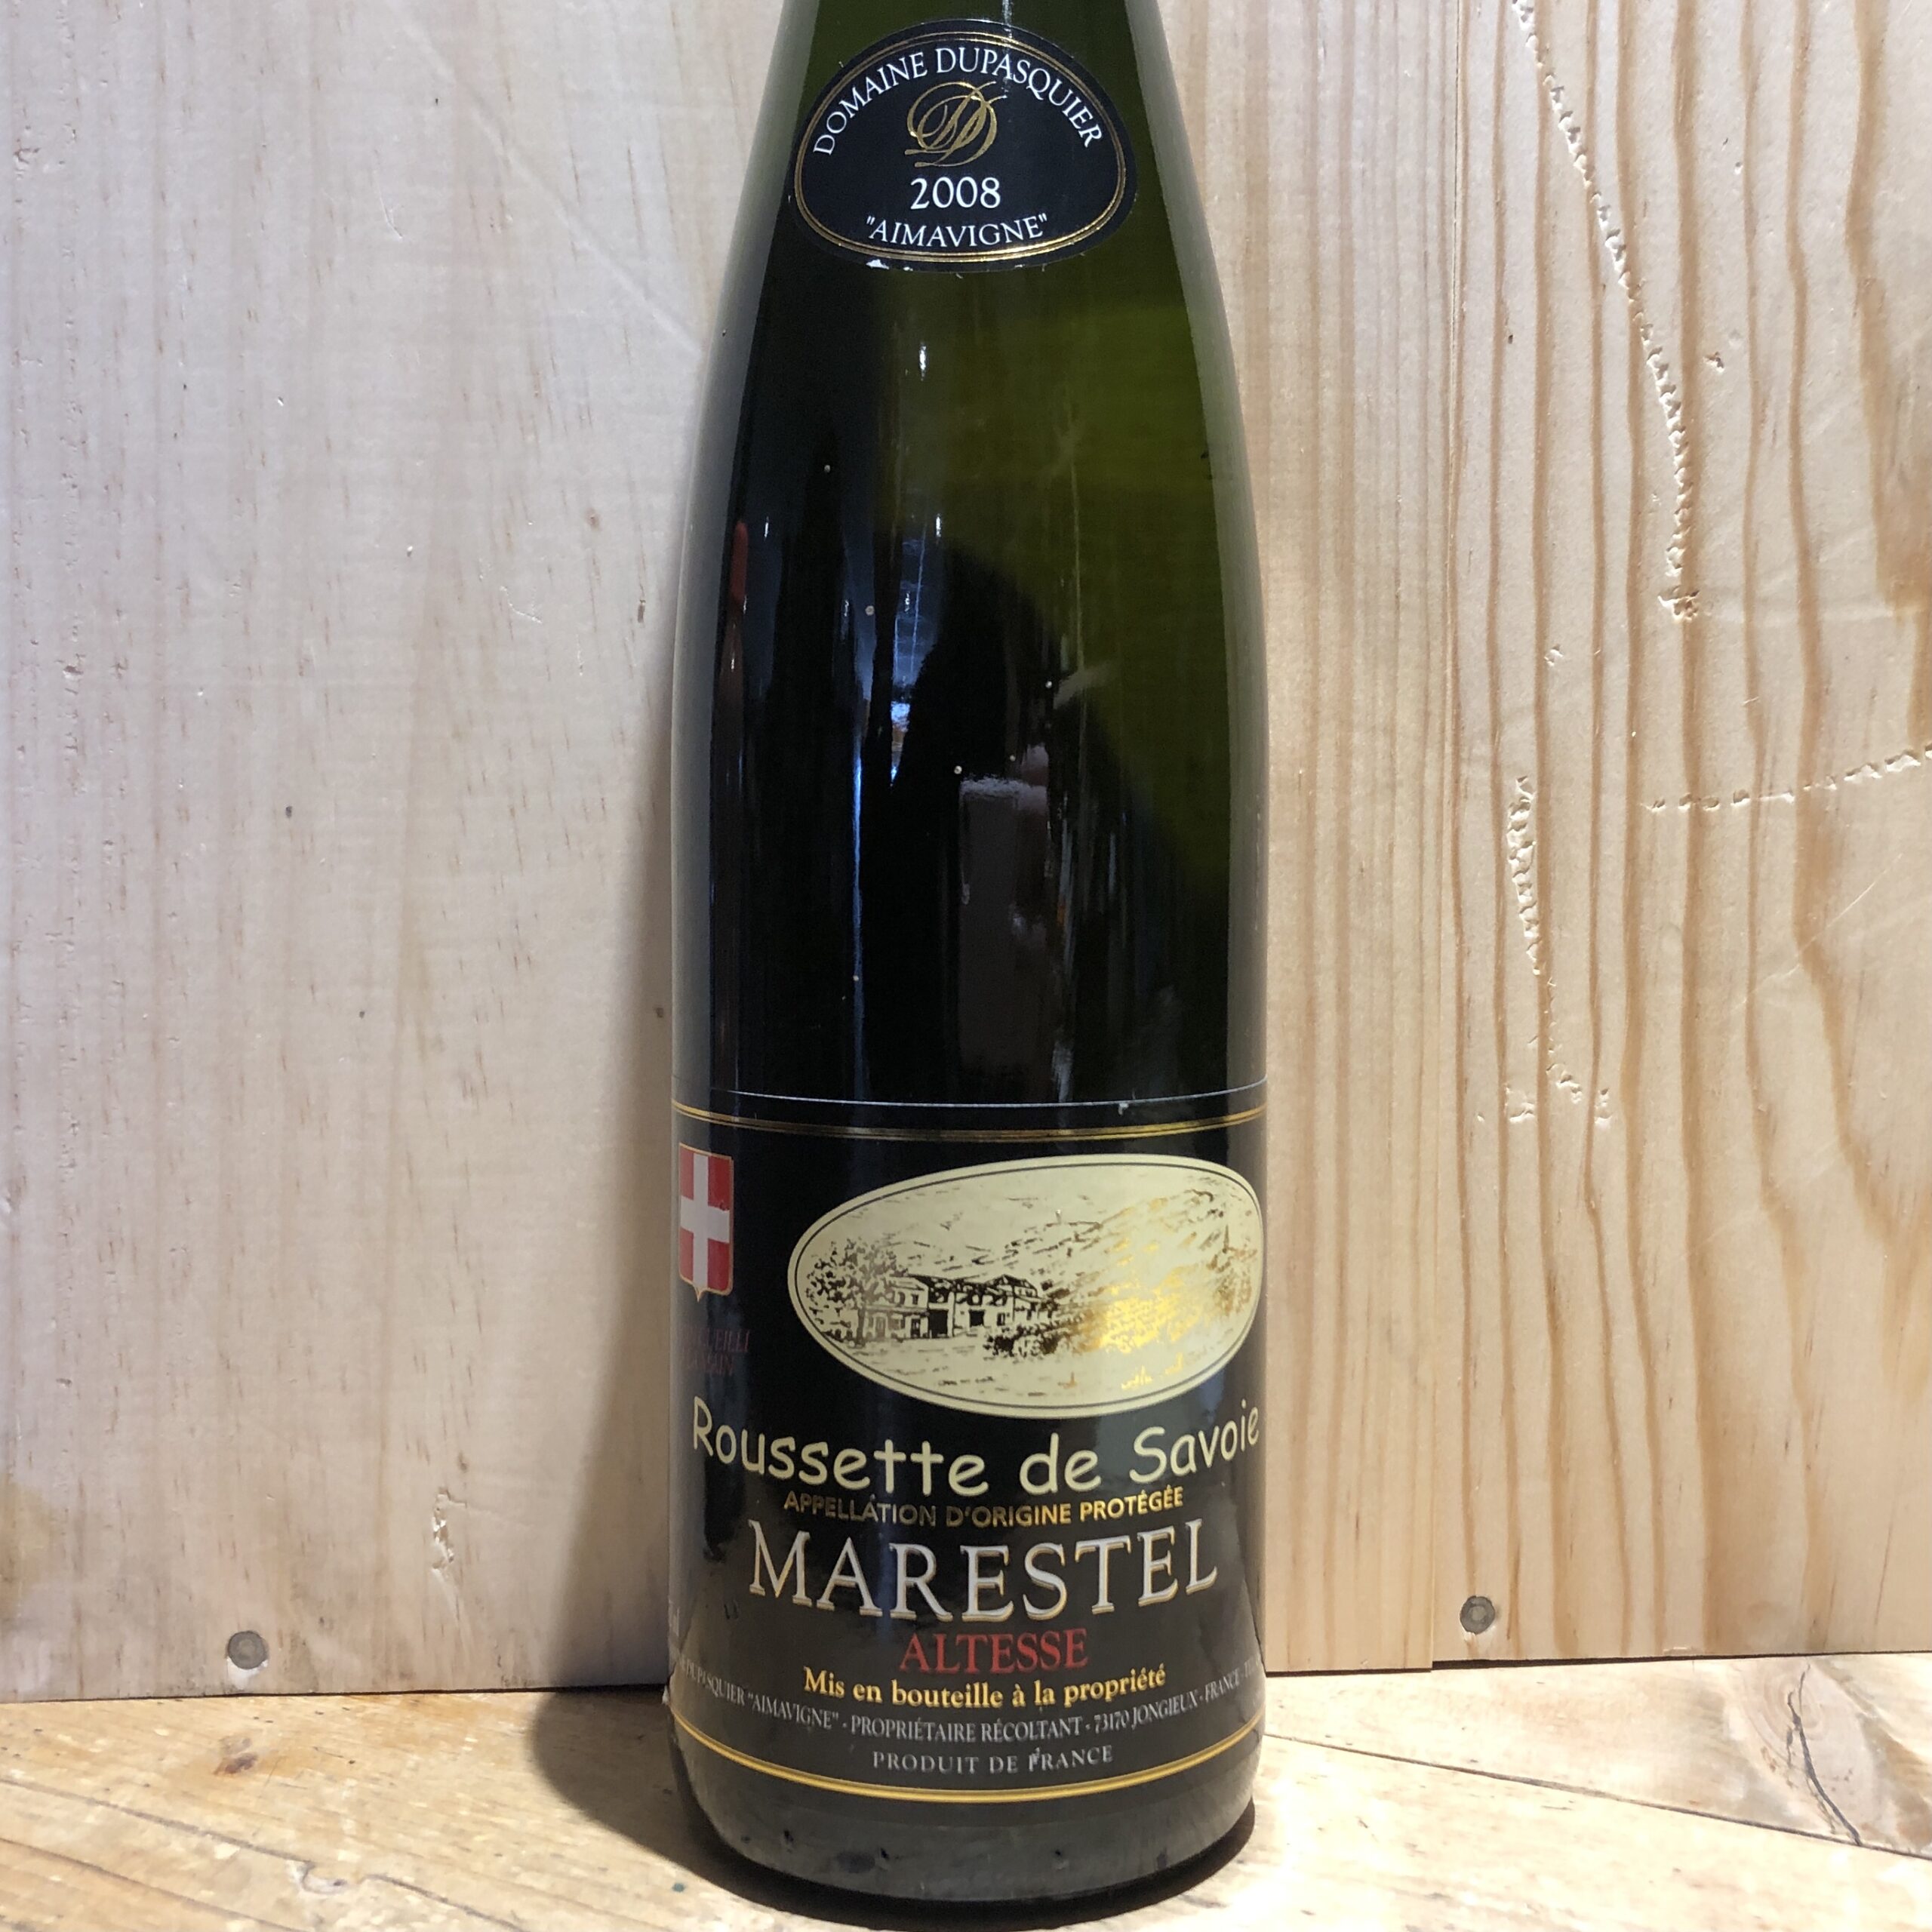 DOMAINE DUPASQUIER
2008
"AIMAVIGNE"
Roussette de Savoie
APPELLATION D'ORIGINE PROTÉGÉE
MARESTEL
ALTESSE
Mis en bouteille à la propriété
DUPASQUIER "AIMAVIGNE" - PROPRIÉTAIRE RÉCOLTANT - 73170 JONGIEUX - FRANCE
PRODUIT DE FRANCE